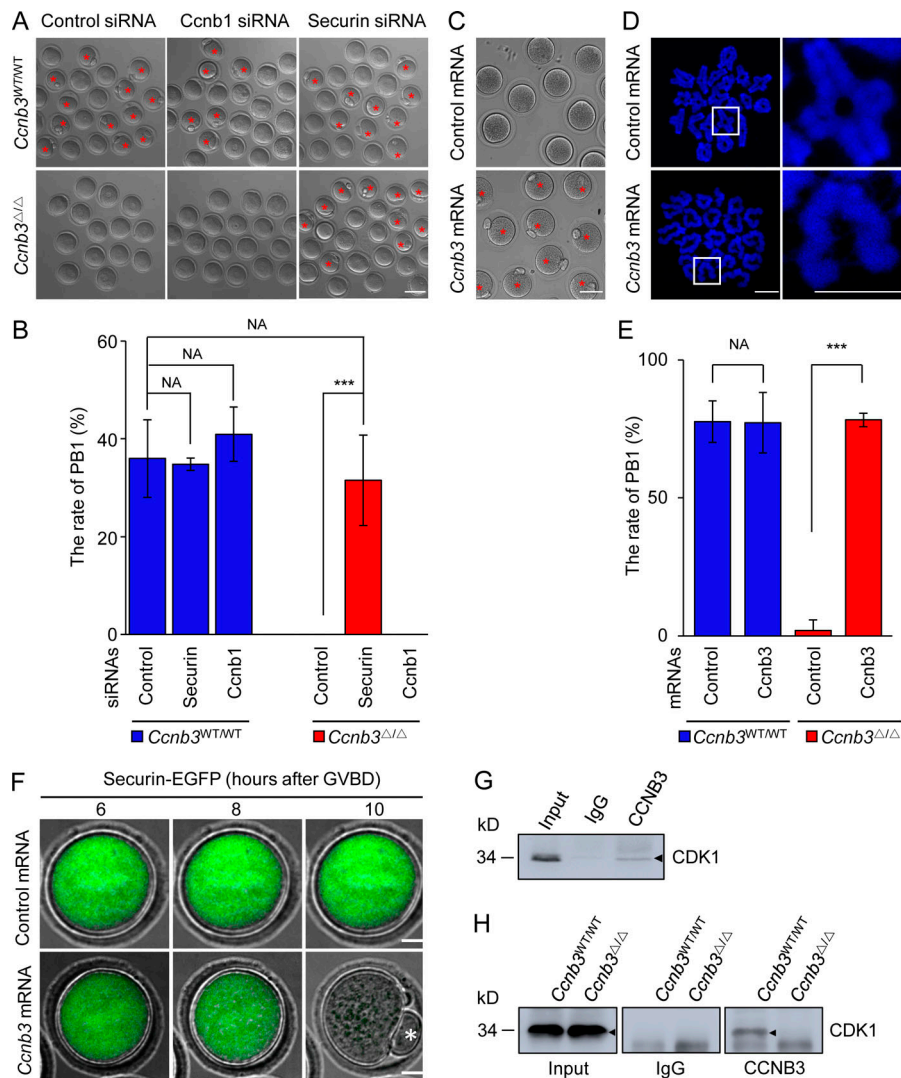 A
Control siRNA
Ccnb1 siRNA
Securin siRNA
Ccnb3WT/WT
Ccnb3△/△
B
The rate of PB1 (%)
60
40
20
0
NA
NA
NA
***
siRNAs
Control
Securin
Ccnb1
Control
Securin
Ccnb1
Ccnb3WT/WT
Ccnb3△/△
C
Control mRNA
Ccnb3 mRNA
D
Control mRNA
Ccnb3 mRNA
E
The rate of PB1 (%)
100
50
0
NA
***
mRNAs
Control
Ccnb3
Control
Ccnb3
Ccnb3WT/WT
Ccnb3△/△
F
Securin-EGFP (hours after GVBD)
6
8
10
Control mRNA
Ccnb3 mRNA
*
G
Input
IgG
CCNB3
kD
34
CDK1
H
Ccnb3WT/WT
Ccnb3△/△
Ccnb3WT/WT
Ccnb3△/△
Ccnb3WT/WT
Ccnb3△/△
kD
34
CDK1
Input
IgG
CCNB3